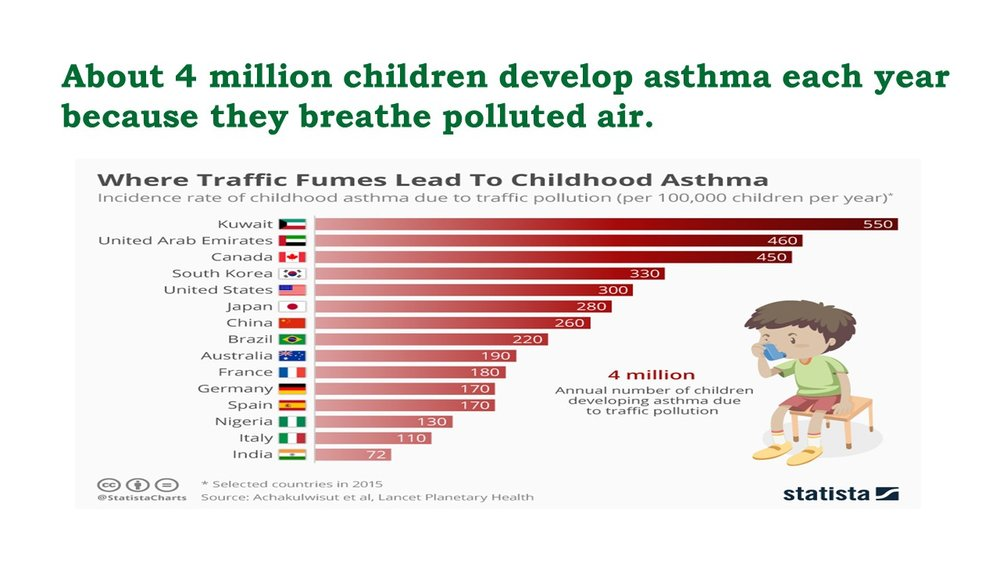 About 4 million children develop asthma each year
because they breathe polluted air.
Where Traffic Fumes Lead To Childhood Asthma
Incidence rate of childhood asthma due to traffic pollution (per 100,000 children per year)*
Kuwait 550
United Arab Emirates 460
Canada 450
South Korea 330
United States 300
Japan 280
China 260
Brazil 220
Australia 190
France 180
Germany 170
Spain 170
Nigeria 130
Italy 110
India 72
4 million
Annual number of children
developing asthma due
to traffic pollution
@StatistaCharts
* Selected countries in 2015
Source: Achakulwisut et al, Lancet Planetary Health
statista